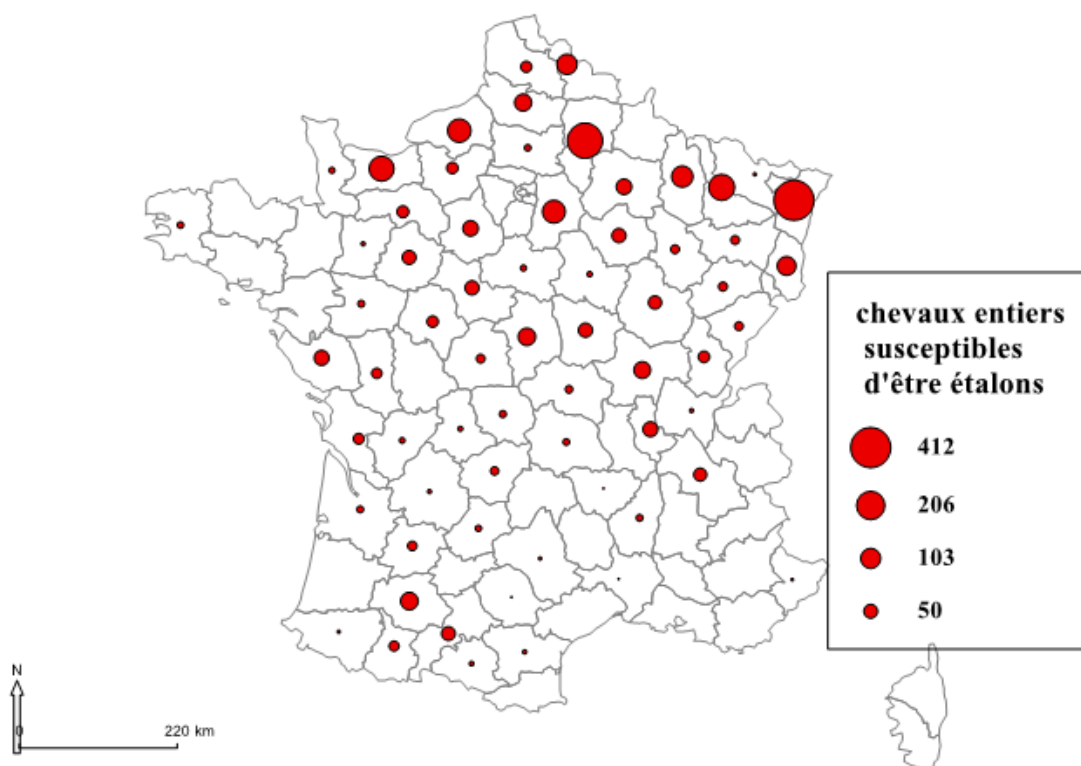 chevaux entiers
susceptibles
d'être étalons
412
206
103
50
N
0
220 km